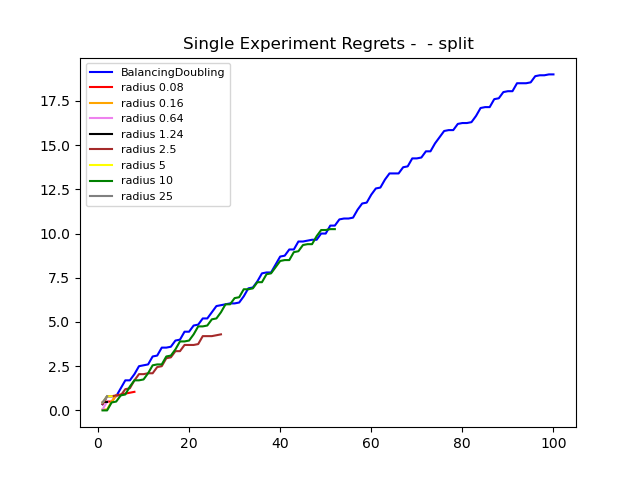 Single Experiment Regrets -  - split
BalancingDoubling
radius 0.08
radius 0.16
radius 0.64
radius 1.24
radius 2.5
radius 5
radius 10
radius 25
17.5
15.0
12.5
10.0
7.5
5.0
2.5
0.0
0 20 40 60 80 100